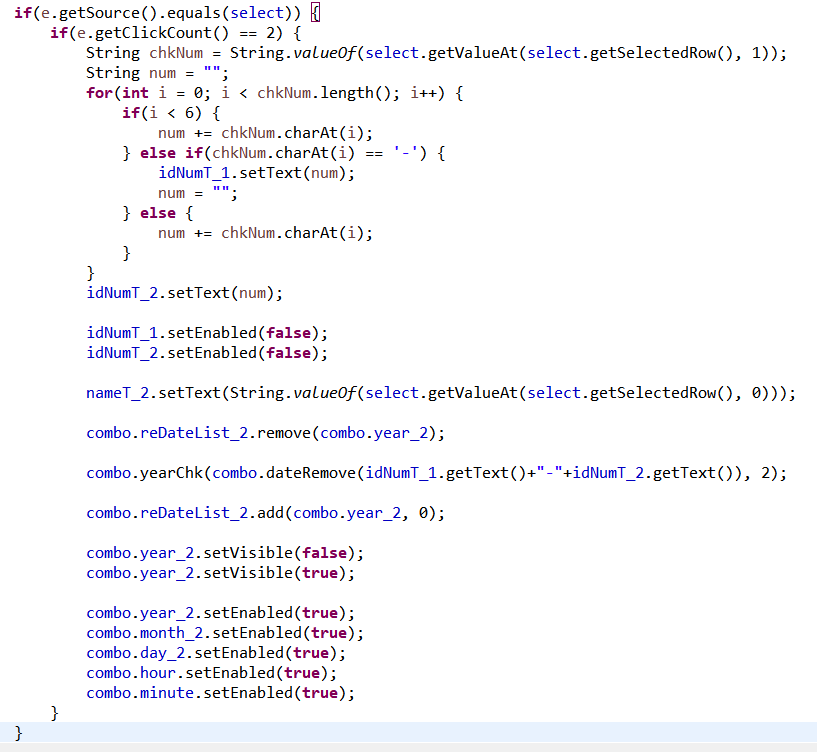 if(e.getSource().equals(select)) {
    if(e.getClickCount() == 2) {
        String chkNum = String.valueOf(select.getValueAt(select.getSelectedRow(), 1));
        String num = "";
        for(int i = 0; i < chkNum.length(); i++) {
            if(i < 6) {
                num += chkNum.charAt(i);
            } else if(chkNum.charAt(i) == '-') {
                idNumT_1.setText(num);
                num = "";
            } else {
                num += chkNum.charAt(i);
            }
        }
        idNumT_2.setText(num);

        idNumT_1.setEnabled(false);
        idNumT_2.setEnabled(false);

        nameT_2.setText(String.valueOf(select.getValueAt(select.getSelectedRow(), 0)));

        combo.reDateList_2.remove(combo.year_2);

        combo.yearChk(combo.dateRemove(idNumT_1.getText()+"-"+idNumT_2.getText()), 2);

        combo.reDateList_2.add(combo.year_2, 0);

        combo.year_2.setVisible(false);
        combo.year_2.setVisible(true);

        combo.year_2.setEnabled(true);
        combo.month_2.setEnabled(true);
        combo.day_2.setEnabled(true);
        combo.hour.setEnabled(true);
        combo.minute.setEnabled(true);
    }
}